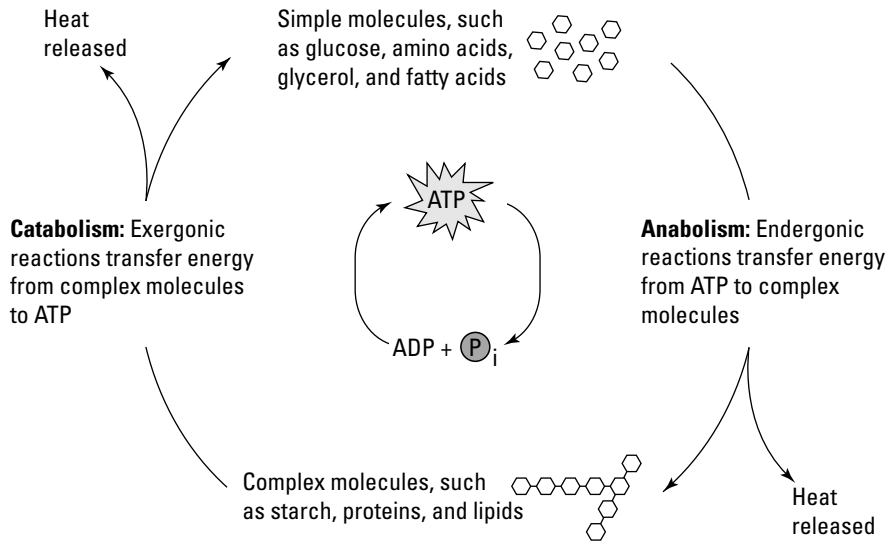 Heat
released
Simple molecules, such
as glucose, amino acids,
glycerol, and fatty acids
ATP
Catabolism: Exergonic
reactions transfer energy
from complex molecules
to ATP
Anabolism: Endergonic
reactions transfer energy
from ATP to complex
molecules
ADP + P i
Complex molecules, such
as starch, proteins, and lipids
Heat
released